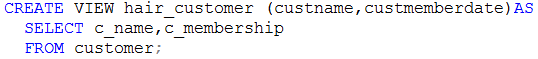 CREATE VIEW hair_customer (custname,custmemberdate)AS
SELECT c_name,c_membership
FROM customer;